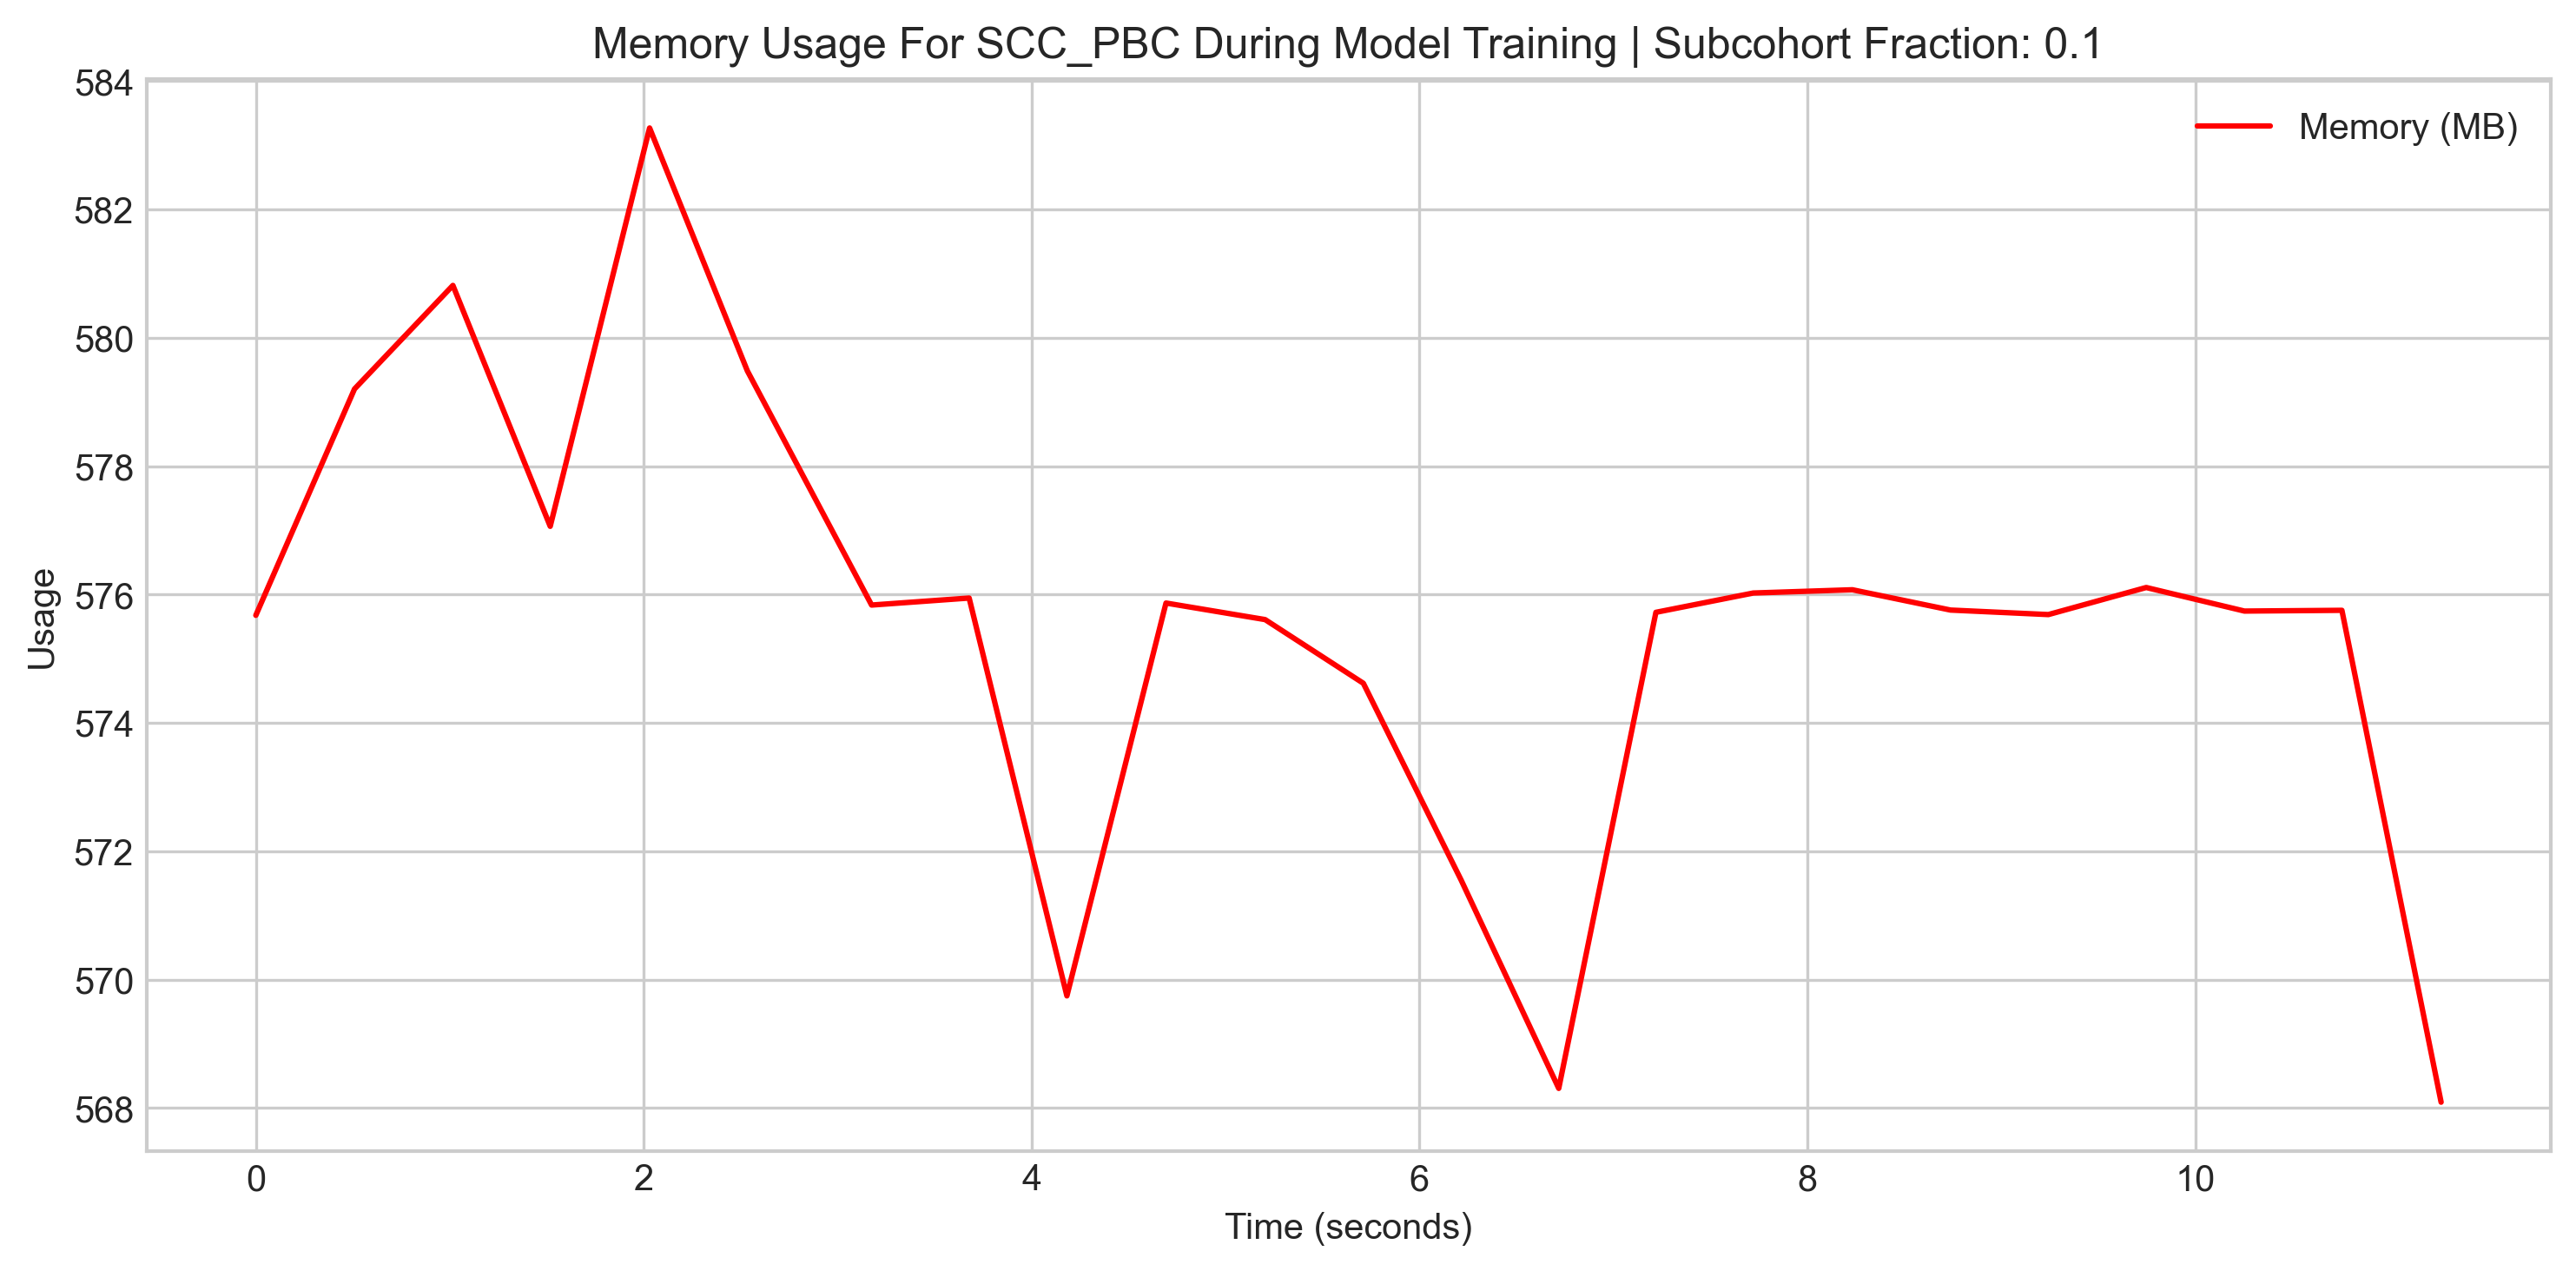 Memory Usage For SCC_PBC During Model Training | Subcohort Fraction: 0.1
584
582
580
578
576
574
572
570
568
Usage
Memory (MB)
0 2 4 6 8 10
Time (seconds)